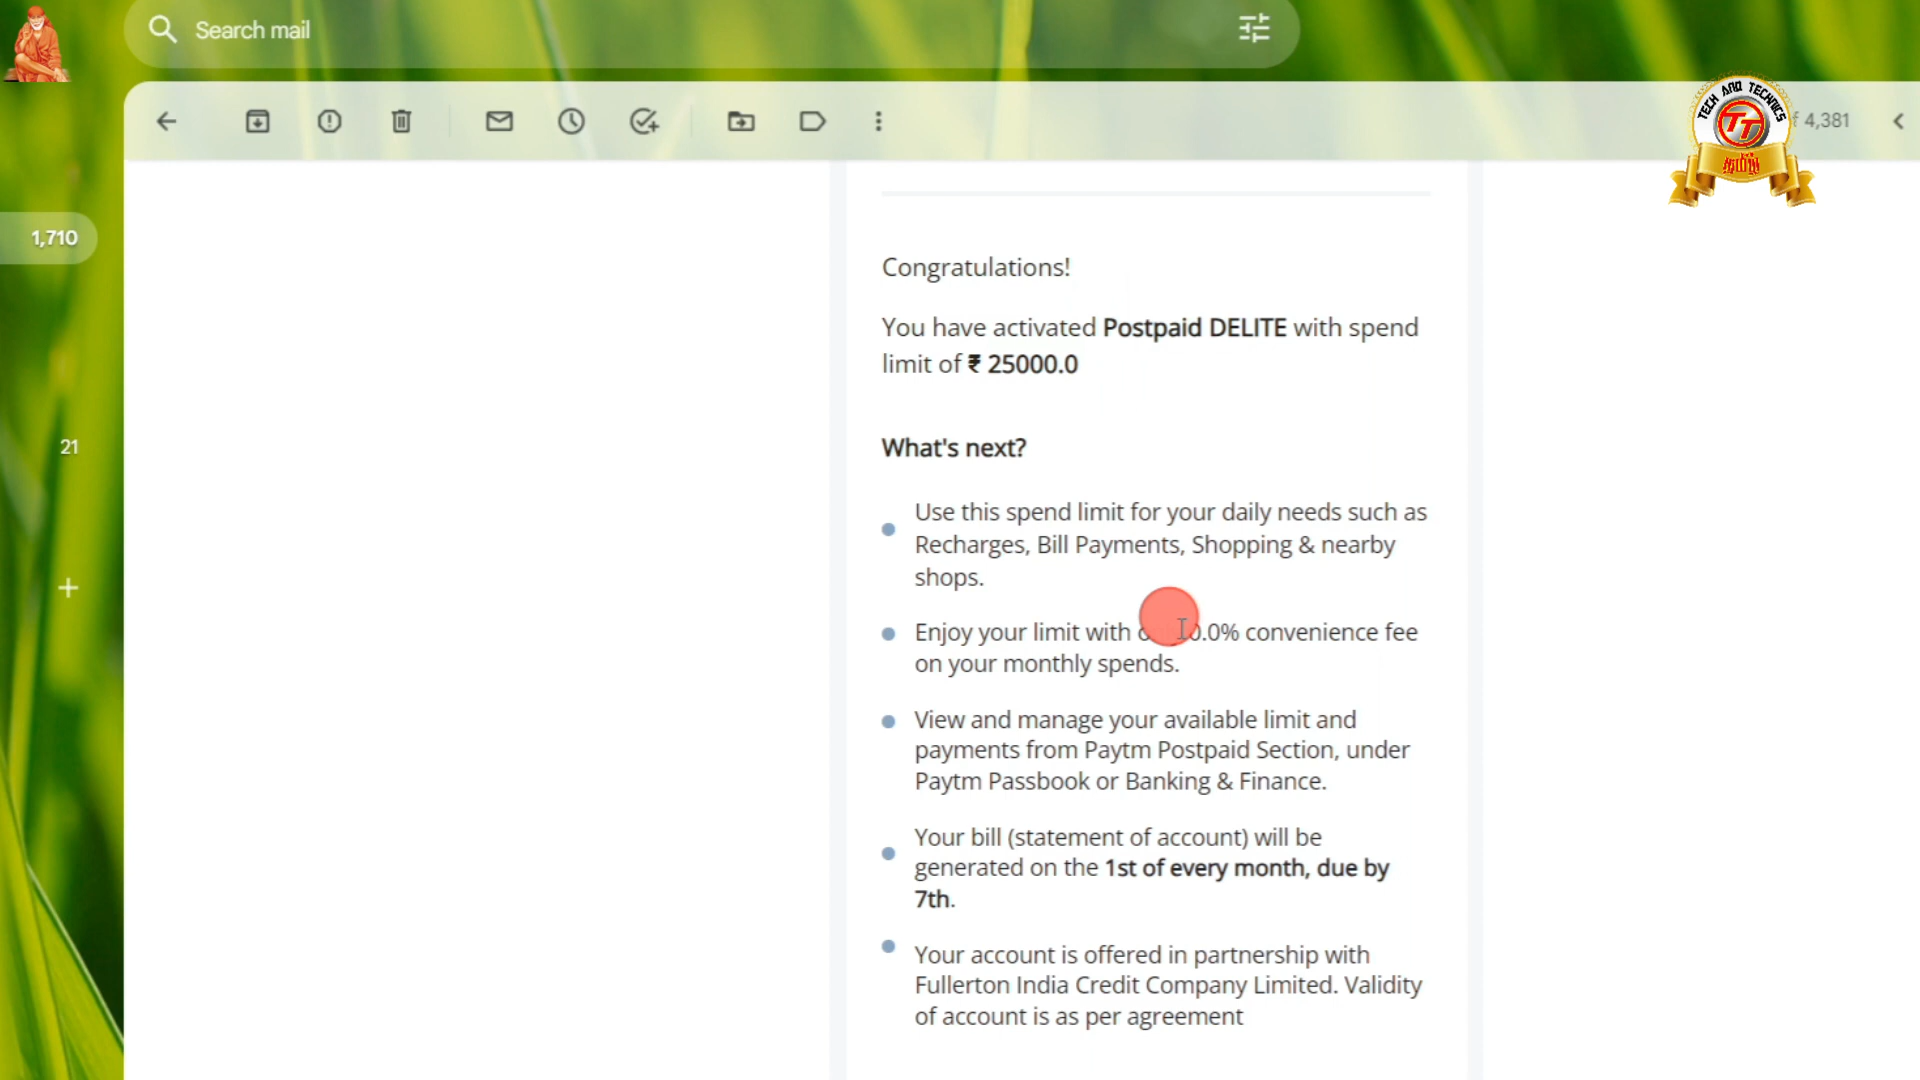 Search mail
TECH AND TECHNICS
TT
தமிழ்
4,381
1,710
21
Congratulations!
You have activated Postpaid DELITE with spend
limit of ₹ 25000.0
What's next?
Use this spend limit for your daily needs such as
Recharges, Bill Payments, Shopping & nearby
shops.
Enjoy your limit with convenience fee
on your monthly spends.
View and manage your available limit and
payments from Paytm Postpaid Section, under
Paytm Passbook or Banking & Finance.
Your bill (statement of account) will be
generated on the 1st of every month, due by
7th.
Your account is offered in partnership with
Fullerton India Credit Company Limited. Validity
of account is as per agreement